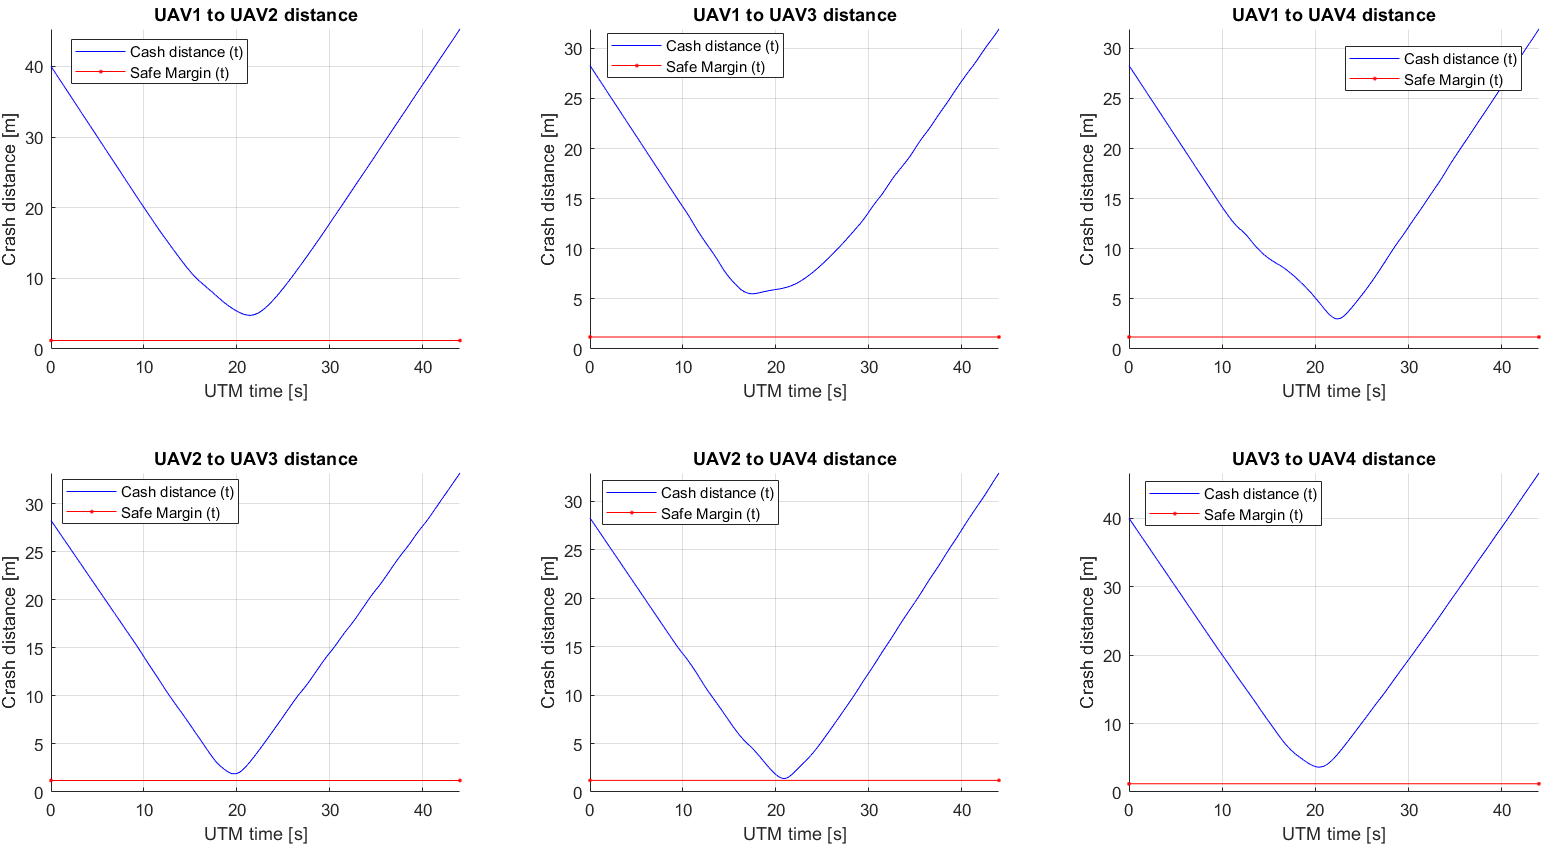 UAV1 to UAV2 distance
Cash distance (t)
Safe Margin (t)
Crash distance [m]
40
30
20
10
0
0 10 20 30 40
UTM time [s]
UAV1 to UAV3 distance
Cash distance (t)
Safe Margin (t)
Crash distance [m]
30
25
20
15
10
5
0
0 10 20 30 40
UTM time [s]
UAV1 to UAV4 distance
Cash distance (t)
Safe Margin (t)
Crash distance [m]
30
25
20
15
10
5
0
0 10 20 30 40
UTM time [s]
UAV2 to UAV3 distance
Cash distance (t)
Safe Margin (t)
Crash distance [m]
30
25
20
15
10
5
0
0 10 20 30 40
UTM time [s]
UAV2 to UAV4 distance
Cash distance (t)
Safe Margin (t)
Crash distance [m]
30
25
20
15
10
5
0
0 10 20 30 40
UTM time [s]
UAV3 to UAV4 distance
Cash distance (t)
Safe Margin (t)
Crash distance [m]
40
30
20
10
0
0 10 20 30 40
UTM time [s]